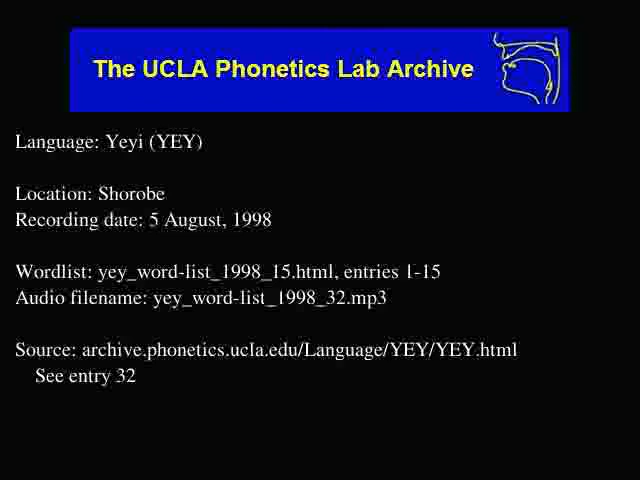 The UCLA Phonetics Lab Archive
Language: Yeyi (YEY)
Location: Shorobe
Recording date: 5 August, 1998
Wordlist: yey_word-list_1998_15.html, entries 1-15
Audio filename: yey_word-list_1998_32.mp3
Source: archive.phonetics.ucla.edu/Language/YEY/YEY.html
See entry 32